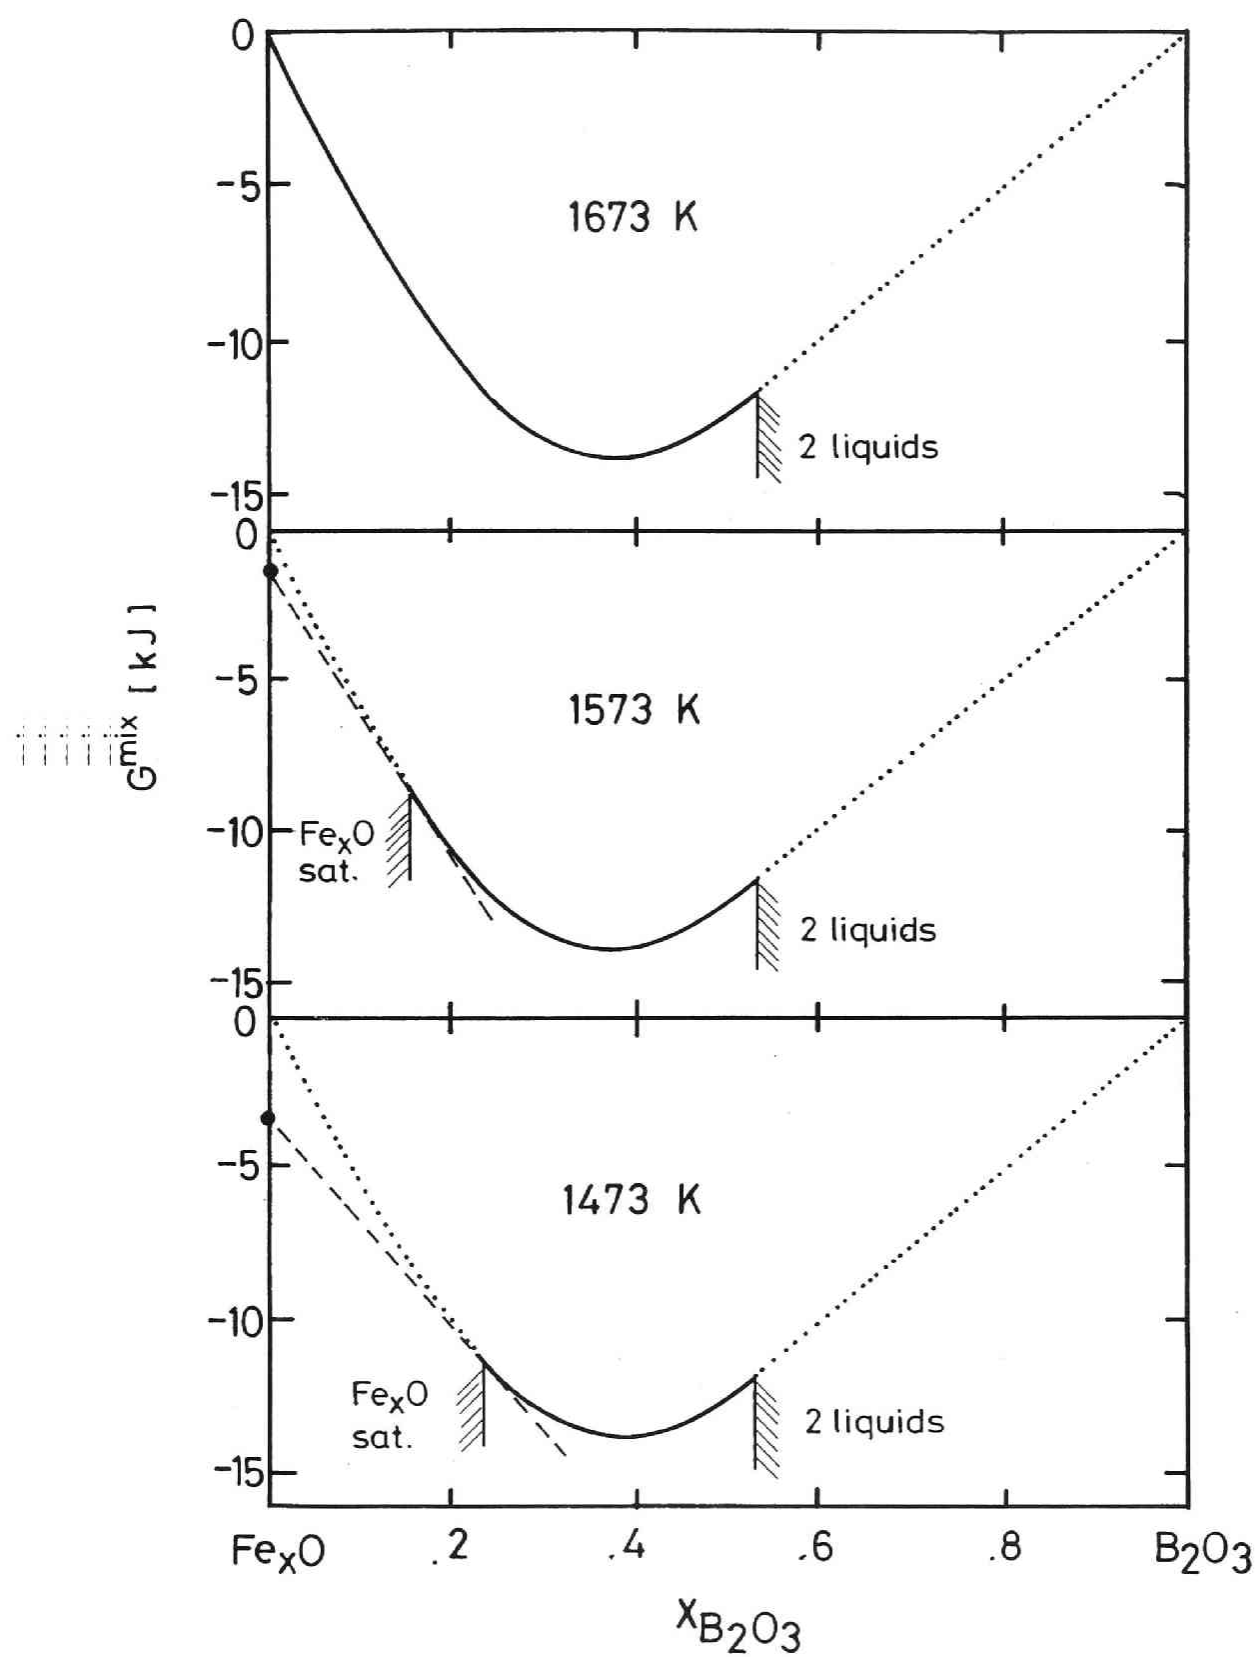 0
-5
1673 K
-10
2 liquids
-15
0
-5
1573 K
G^mix [kJ]
-10
Fe_xO
sat.
2 liquids
-15
0
-5
1473 K
-10
Fe_xO
sat.
2 liquids
-15
Fe_xO .2 .4 .6 .8 B_2O_3
X_B_2O_3